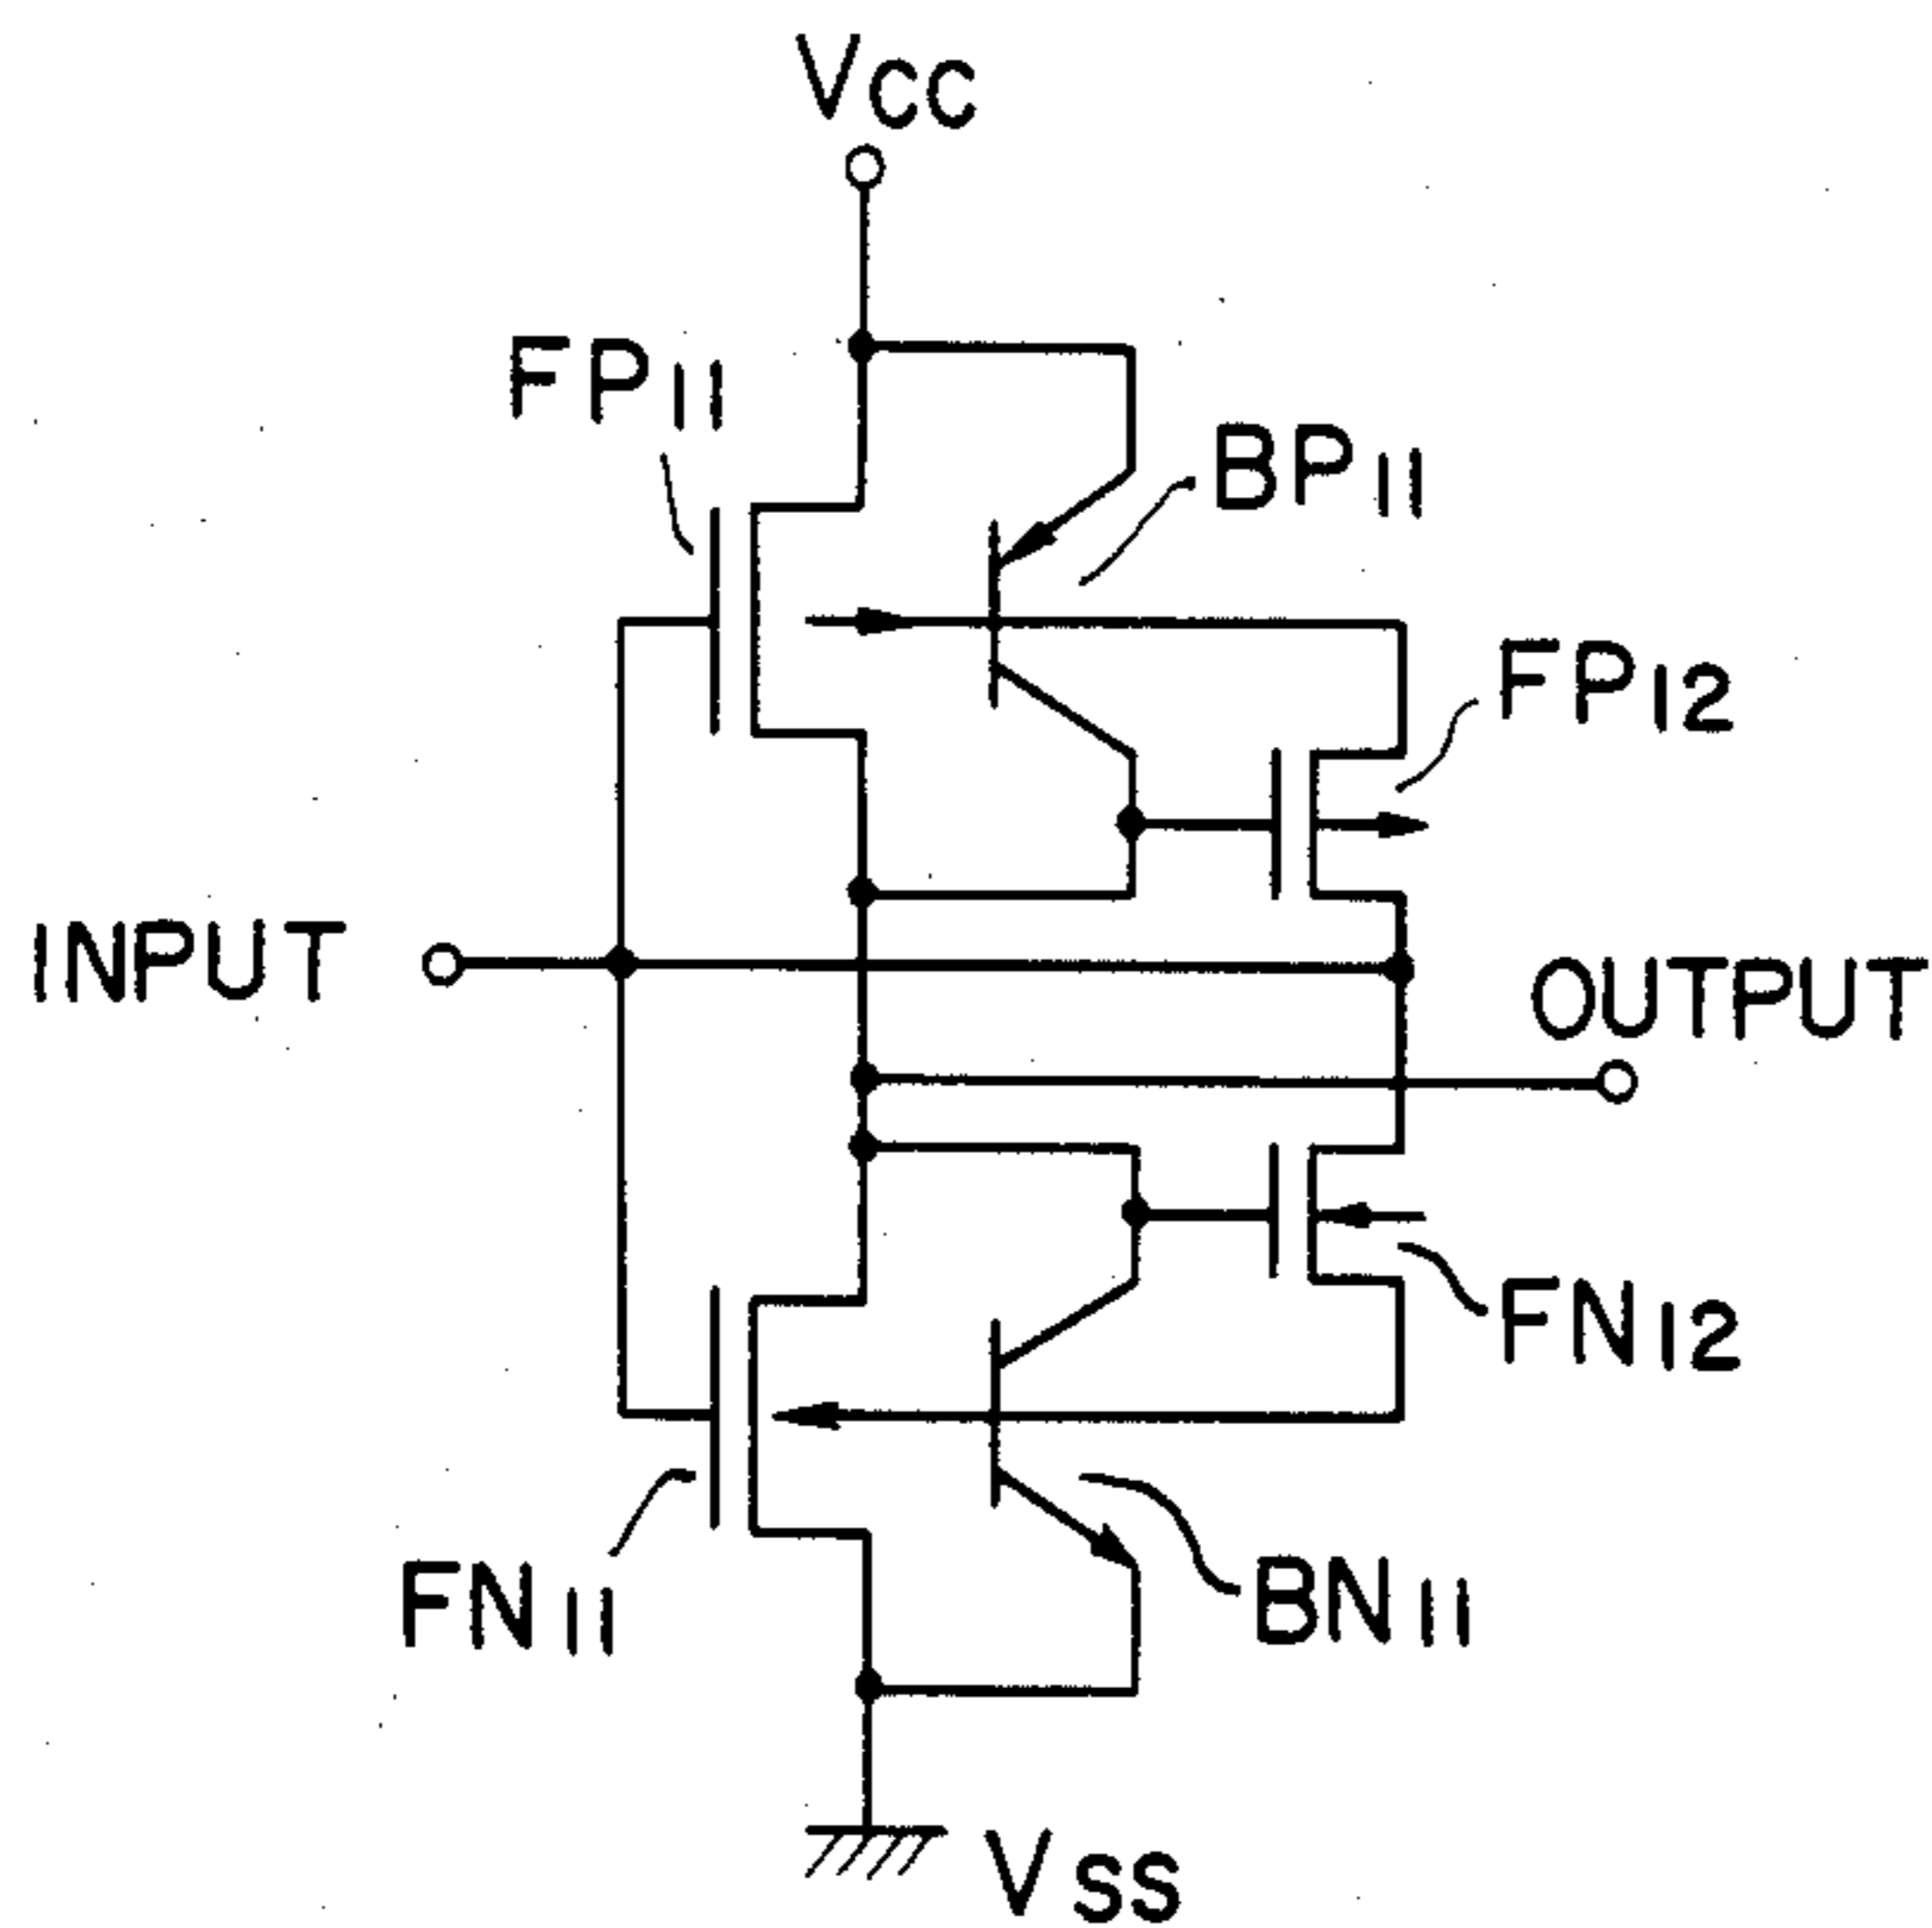 Vcc
FP11
BP11
FP12
INPUT
OUTPUT
FN12
FN11
BN11
Vss